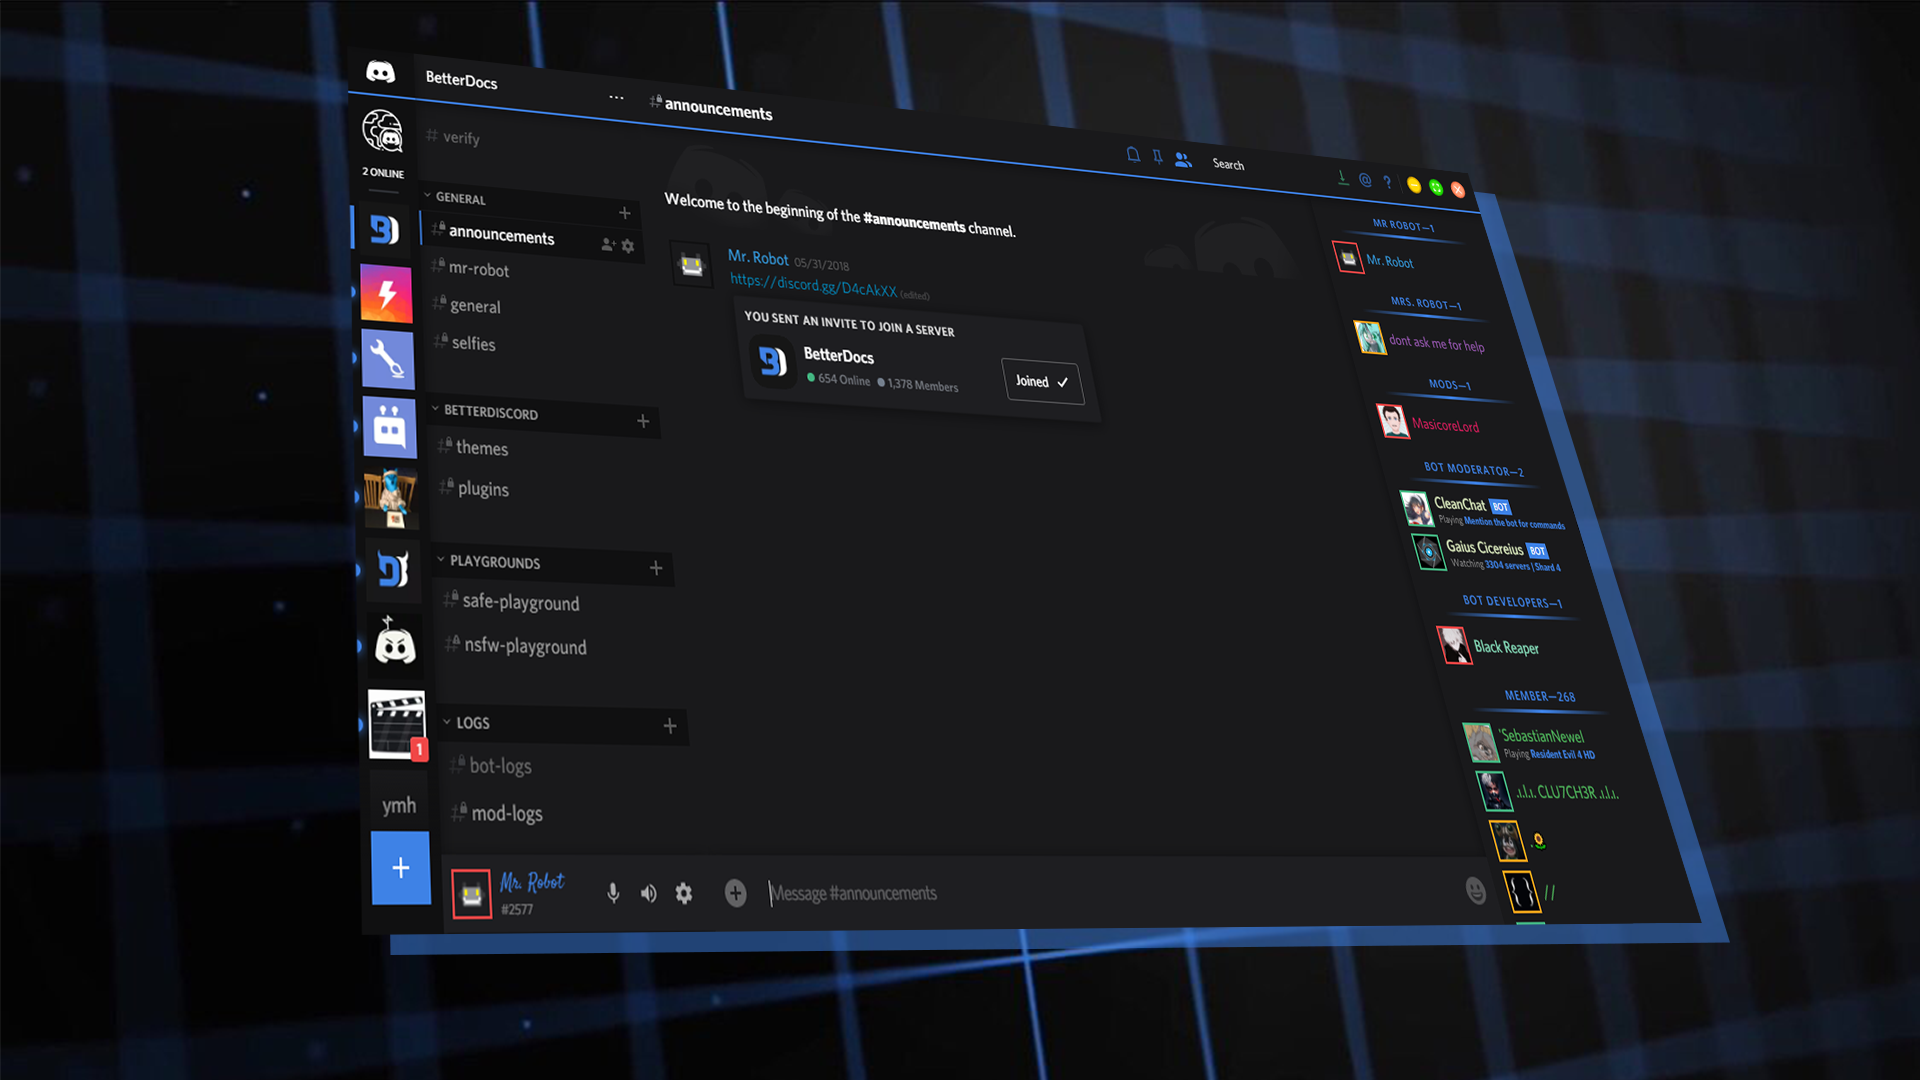 BetterDocs
...
#announcements
Search
@
?
2 ONLINE
# verify
GENERAL
announcements
mr-robot
general
selfies
BETTERDISCORD
themes
plugins
PLAYGROUNDS
safe-playground
nsfw-playground
LOGS
bot-logs
mod-logs
1
ymh
+
Mr. Robot
#2577
Welcome to the beginning of the #announcements channel.
Mr. Robot 05/31/2018
https://discord.gg/D4cAkXX (edited)
YOU SENT AN INVITE TO JOIN A SERVER
BetterDocs
654 Online 1,378 Members
Joined ✓
Message #announcements
MR ROBOT—1
Mr. Robot
MRS. ROBOT—1
dont ask me for help
MODS—1
MasicoreLord
BOT MODERATOR—2
CleanChat BOT
Playing Mention the bot for commands
Gaius Cicereius BOT
Watching 3304 servers | Shard 4
BOT DEVELOPERS—1
Black Reaper
MEMBER—268
'SebastianNewel
Playing Resident Evil 4 HD
.ı.l.ı. CLU7CH3R .ı.l.ı.
.🌻
//